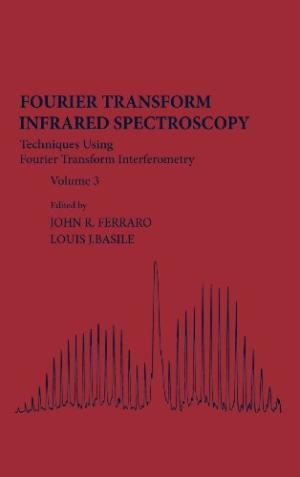 FOURIER TRANSFORM
INFRARED SPECTROSCOPY
Techniques Using
Fourier Transform Interferometry
Volume 3
Edited by
JOHN R. FERRARO
LOUIS J.BASILE